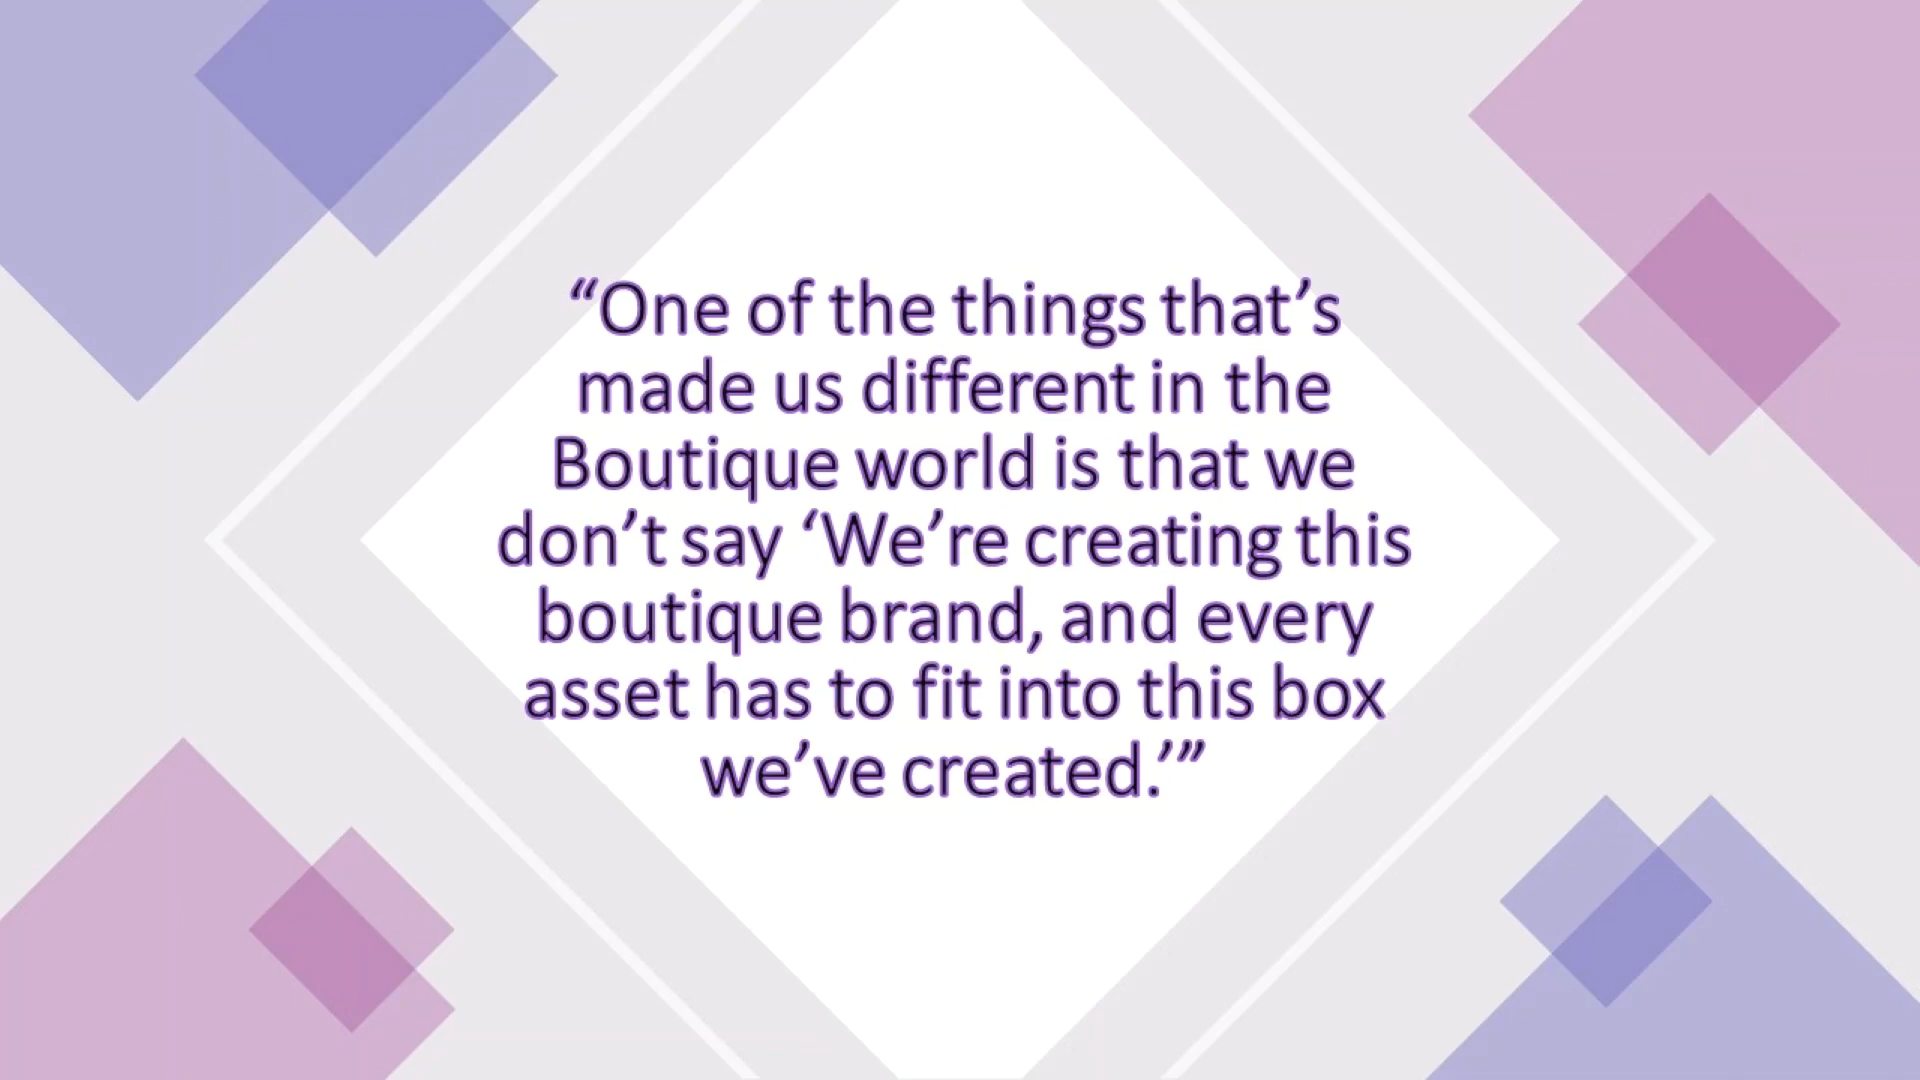 “One of the things that’s
made us different in the
Boutique world is that we
don’t say ‘We’re creating this
boutique brand, and every
asset has to fit into this box
we’ve created.’”